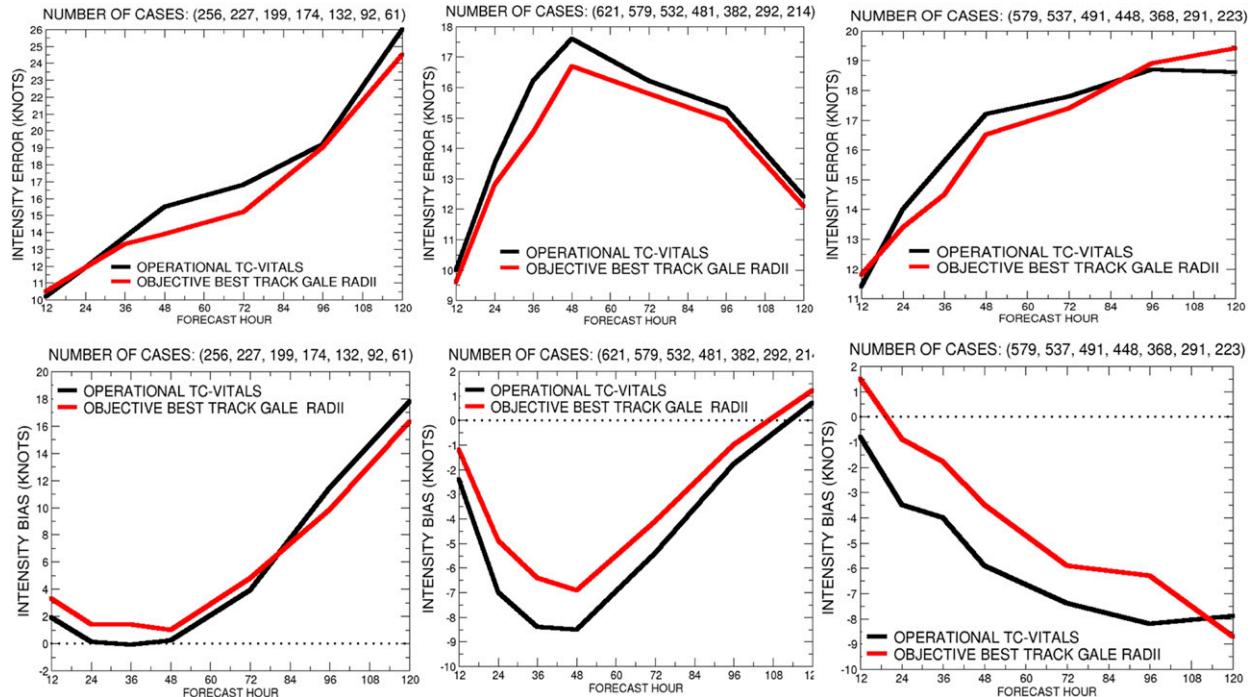 NUMBER OF CASES: (256, 227, 199, 174, 132, 92, 61)
26
25
24
23
22
21
20
19
18
17
16
15
14
13
12
11
10
INTENSITY ERROR (KNOTS)
OPERATIONAL TC-VITALS
OBJECTIVE BEST TRACK GALE RADII
12 24 36 48 60 72 84 96 108 120
FORECAST HOUR
NUMBER OF CASES: (621, 579, 532, 481, 382, 292, 214)
18
17
16
15
14
13
12
11
10
9
INTENSITY ERROR (KNOTS)
OPERATIONAL TC-VITALS
OBJECTIVE BEST TRACK GALE RADII
12 24 36 48 60 72 84 96 108 120
FORECAST HOUR
NUMBER OF CASES: (579, 537, 491, 448, 368, 291, 223)
20
19
18
17
16
15
14
13
12
11
INTENSITY ERROR (KNOTS)
OPERATIONAL TC-VITALS
OBJECTIVE BEST TRACK GALE RADII
12 24 36 48 60 72 84 96 108 120
FORECAST HOUR
NUMBER OF CASES: (256, 227, 199, 174, 132, 92, 61)
20
18
16
14
12
10
8
6
4
2
0
-2
INTENSITY BIAS (KNOTS)
OPERATIONAL TC-VITALS
OBJECTIVE BEST TRACK GALE RADII
12 24 36 48 60 72 84 96 108 120
FORECAST HOUR
NUMBER OF CASES: (621, 579, 532, 481, 382, 292, 214
2
1
0
-1
-2
-3
-4
-5
-6
-7
-8
-9
-10
INTENSITY BIAS (KNOTS)
OPERATIONAL TC-VITALS
OBJECTIVE BEST TRACK GALE RADII
12 24 36 48 60 72 84 96 108 12
FORECAST HOUR
NUMBER OF CASES: (579, 537, 491, 448, 368, 291, 223)
2
1
0
-1
-2
-3
-4
-5
-6
-7
-8
-9
-10
INTENSITY BIAS (KNOTS)
OPERATIONAL TC-VITALS
OBJECTIVE BEST TRACK GALE RADII
12 24 36 48 60 72 84 96 108 120
FORECAST HOUR